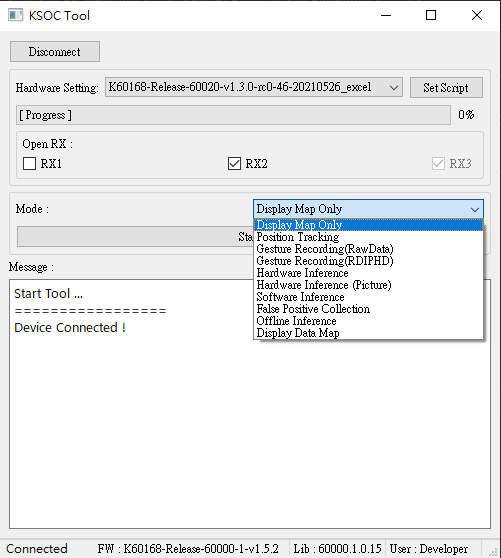 KSOC Tool
Disconnect
Hardware Setting: K60168-Release-60020-v1.3.0-rc0-46-20210526_excel Set Script
[ Progress ] 0%
Open RX :
RX1 RX2 RX3
Mode : Display Map Only
Display Map Only
Position Tracking
Gesture Recording(RawData)
Gesture Recording(RDIPHD)
Hardware Inference
Hardware Inference (Picture)
Software Inference
False Positive Collection
Offline Inference
Display Data Map
Sta
Message :
Start Tool ...
=================
Device Connected !
Connected FW : K60168-Release-60000-1-v1.5.2 Lib : 60000.1.0.15 User : Developer